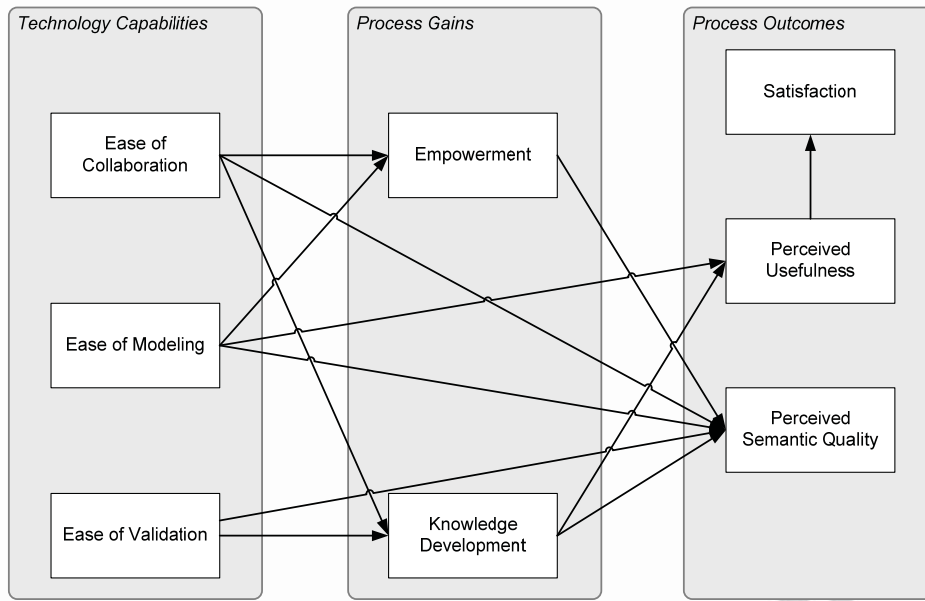 Technology Capabilities
Ease of
Collaboration
Ease of Modeling
Ease of Validation
Process Gains
Empowerment
Knowledge
Development
Process Outcomes
Satisfaction
Perceived
Usefulness
Perceived
Semantic Quality